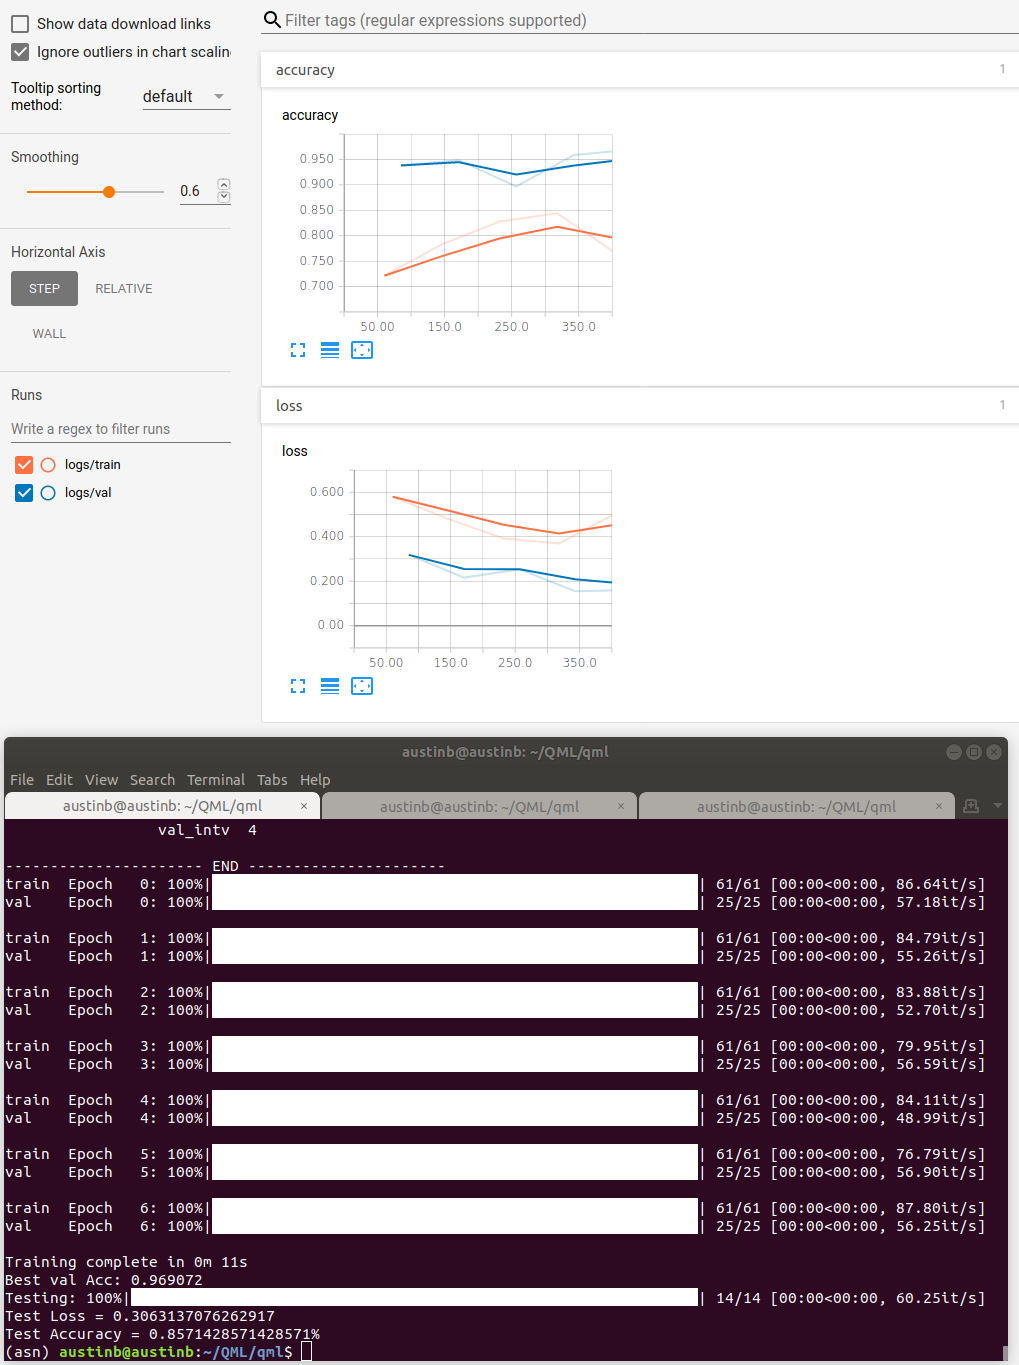 Show data download links
Ignore outliers in chart scalin
Tooltip sorting method:
default
Smoothing
0.6
Horizontal Axis
STEP
RELATIVE
WALL
Runs
Write a regex to filter runs
logs/train
logs/val
Filter tags (regular expressions supported)
accuracy
1
accuracy
0.950
0.900
0.850
0.800
0.750
0.700
50.00 150.0 250.0 350.0
loss
1
loss
0.600
0.400
0.200
0.00
50.00 150.0 250.0 350.0
austinb@austinb: ~/QML/qml
File Edit View Search Terminal Tabs Help
austinb@austinb: ~/QML/qml × austinb@austinb: ~/QML/qml × austinb@austinb: ~/QML/qml ×
val_intv 4
---------------------- END ----------------------
train Epoch 0: 100%| | 61/61 [00:00<00:00, 86.64it/s]
val Epoch 0: 100%| | 25/25 [00:00<00:00, 57.18it/s]
train Epoch 1: 100%| | 61/61 [00:00<00:00, 84.79it/s]
val Epoch 1: 100%| | 25/25 [00:00<00:00, 55.26it/s]
train Epoch 2: 100%| | 61/61 [00:00<00:00, 83.88it/s]
val Epoch 2: 100%| | 25/25 [00:00<00:00, 52.70it/s]
train Epoch 3: 100%| | 61/61 [00:00<00:00, 79.95it/s]
val Epoch 3: 100%| | 25/25 [00:00<00:00, 56.59it/s]
train Epoch 4: 100%| | 61/61 [00:00<00:00, 84.11it/s]
val Epoch 4: 100%| | 25/25 [00:00<00:00, 48.99it/s]
train Epoch 5: 100%| | 61/61 [00:00<00:00, 76.79it/s]
val Epoch 5: 100%| | 25/25 [00:00<00:00, 56.90it/s]
train Epoch 6: 100%| | 61/61 [00:00<00:00, 87.80it/s]
val Epoch 6: 100%| | 25/25 [00:00<00:00, 56.25it/s]
Training complete in 0m 11s
Best val Acc: 0.969072
Testing: 100%| | 14/14 [00:00<00:00, 60.25it/s]
Test Loss = 0.3063137076262917
Test Accuracy = 0.8571428571428571%
(asn) austinb@austinb:~/QML/qml$